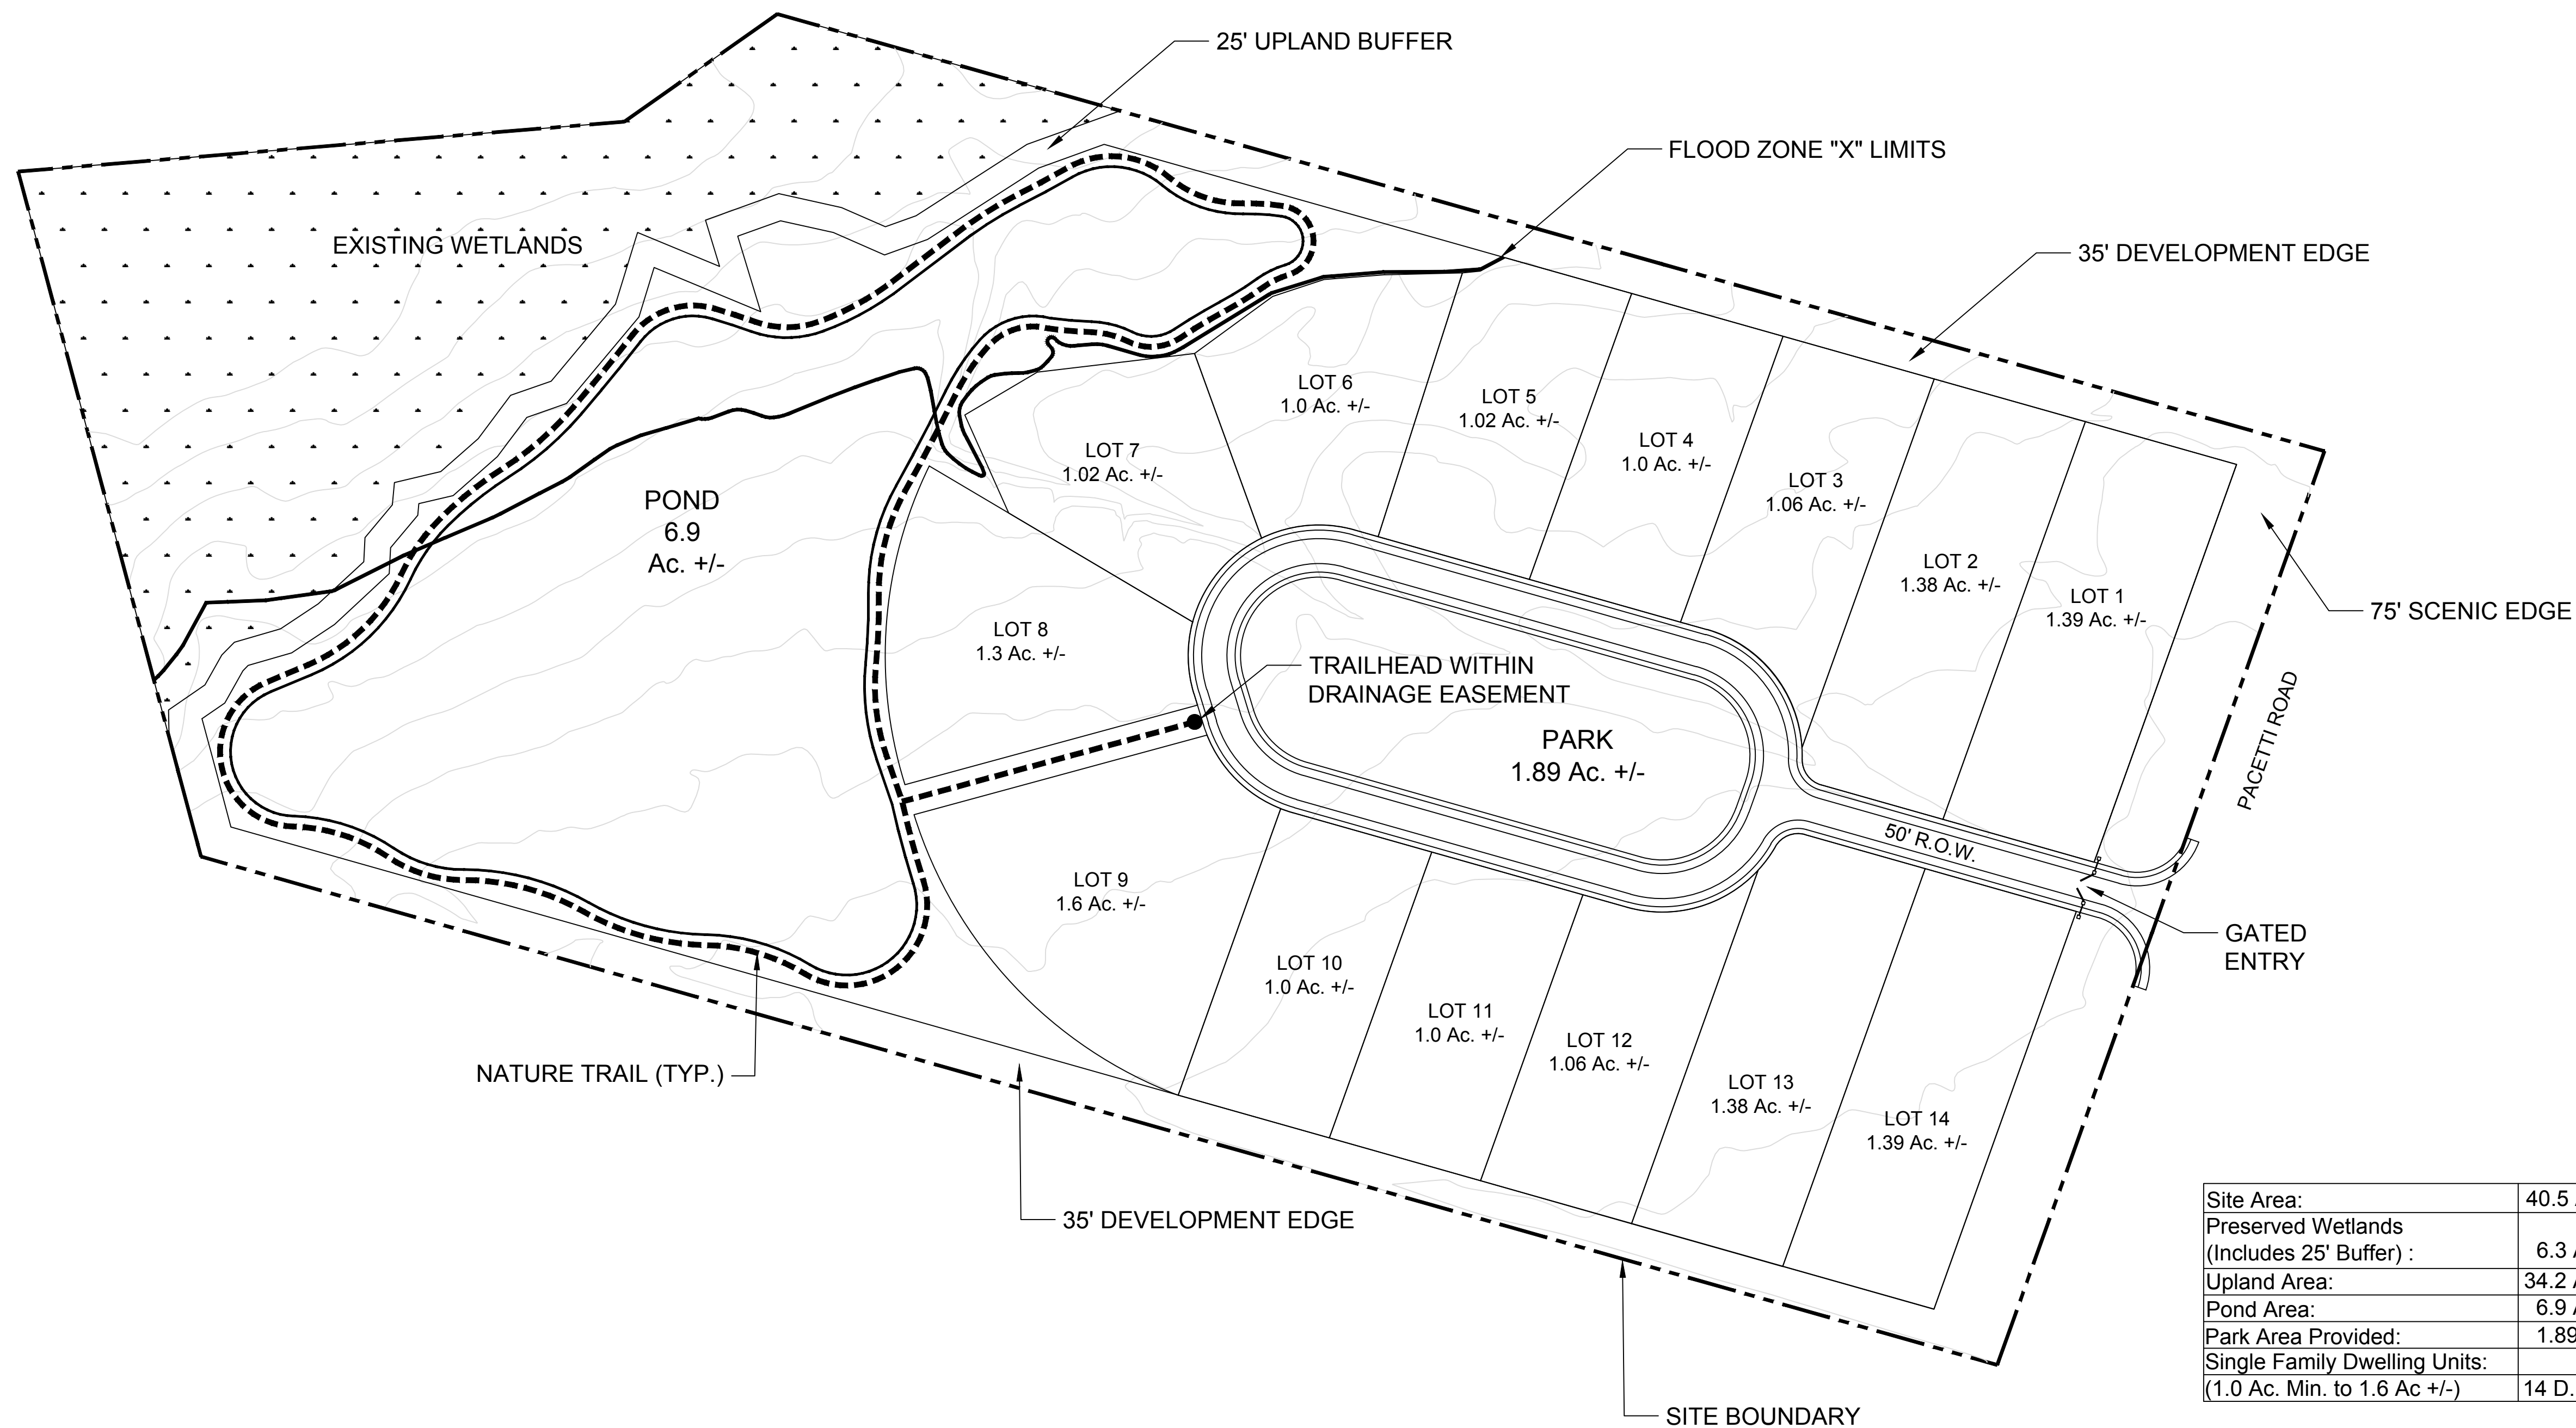 25' UPLAND BUFFER
FLOOD ZONE "X" LIMITS
EXISTING WETLANDS
35' DEVELOPMENT EDGE
LOT 6
1.0 Ac. +/-
LOT 5
1.02 Ac. +/-
LOT 4
1.0 Ac. +/-
LOT 7
1.02 Ac. +/-
LOT 3
1.06 Ac. +/-
POND
6.9
Ac. +/-
LOT 2
1.38 Ac. +/-
LOT 1
1.39 Ac. +/-
75' SCENIC EDGE
LOT 8
1.3 Ac. +/-
TRAILHEAD WITHIN
DRAINAGE EASEMENT
PARK
1.89 Ac. +/-
PACETTI ROAD
50' R.O.W.
LOT 9
1.6 Ac. +/-
GATED
ENTRY
LOT 10
1.0 Ac. +/-
LOT 11
1.0 Ac. +/-
LOT 12
1.06 Ac. +/-
NATURE TRAIL (TYP.)
LOT 13
1.38 Ac. +/-
LOT 14
1.39 Ac. +/-
35' DEVELOPMENT EDGE
SITE BOUNDARY
Site Area: 40.5
Preserved Wetlands
(Includes 25' Buffer) : 6.3
Upland Area: 34.2
Pond Area: 6.9
Park Area Provided: 1.89
Single Family Dwelling Units:
(1.0 Ac. Min. to 1.6 Ac +/-) 14 D.